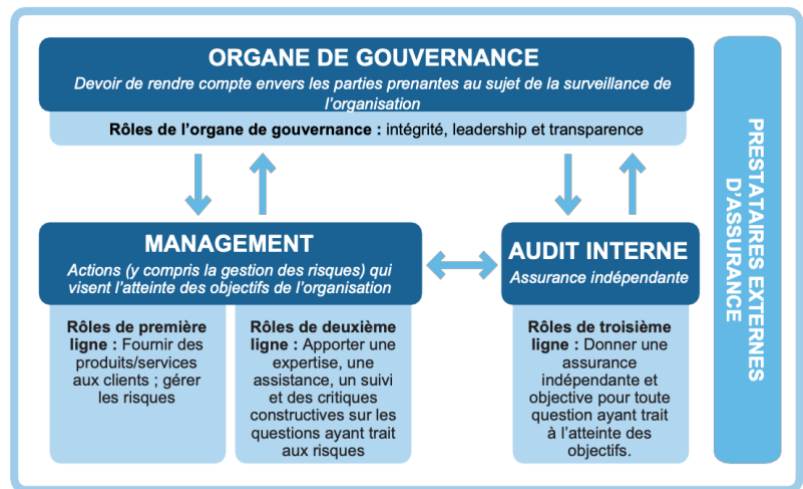 ORGANE DE GOUVERNANCE
Devoir de rendre compte envers les parties prenantes au sujet de la surveillance de
l'organisation
Rôles de l'organe de gouvernance : intégrité, leadership et transparence
MANAGEMENT
Actions (y compris la gestion des risques) qui
visent l'atteinte des objectifs de l'organisation
Rôles de première
ligne : Fournir des
produits/services
aux clients ; gérer
les risques
Rôles de deuxième
ligne : Apporter une
expertise, une
assistance, un suivi
et des critiques
constructives sur les
questions ayant trait
aux risques
AUDIT INTERNE
Assurance indépendante
Rôles de troisième
ligne : Donner une
assurance
indépendante et
objective pour toute
question ayant trait
à l'atteinte des
objectifs.
PRESTATAIRES EXTERNES
D'ASSURANCE